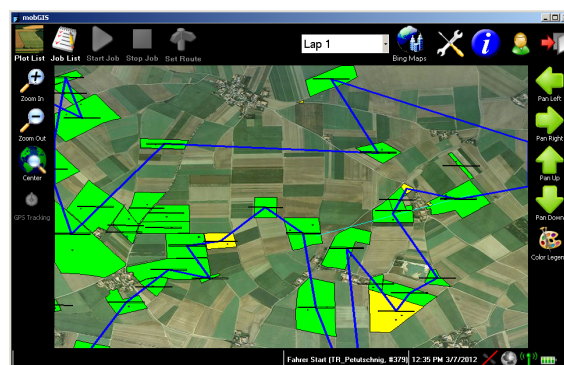 mobGIS
Plot List Job List Start Job Stop Job Set Route
Lap 1
Bing Maps
Zoom In
Zoom Out
Center
GPS Tracking
Pan Left
Pan Right
Pan Up
Pan Down
Color Legen
Fahrer Start (TR_Petutschnig, #379) 12:35 PM 3/7/2012